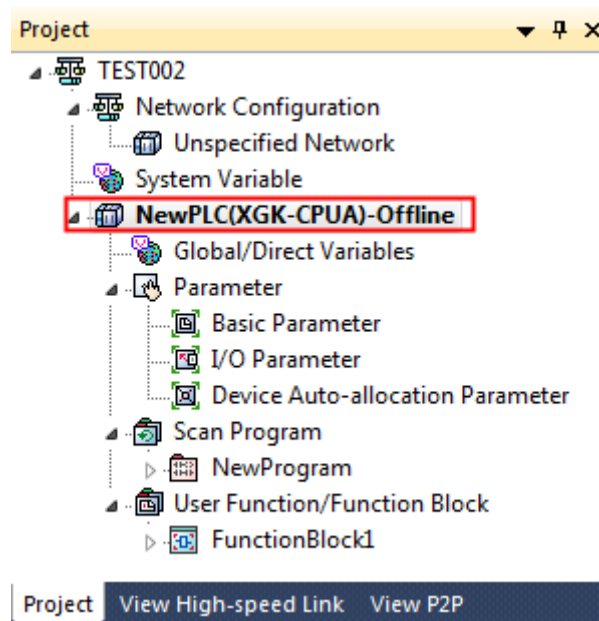 Project
TEST002
Network Configuration
Unspecified Network
System Variable
NewPLC(XGK-CPUA)-Offline
Global/Direct Variables
Parameter
Basic Parameter
I/O Parameter
Device Auto-allocation Parameter
Scan Program
NewProgram
User Function/Function Block
FunctionBlock1
Project View High-speed Link View P2P